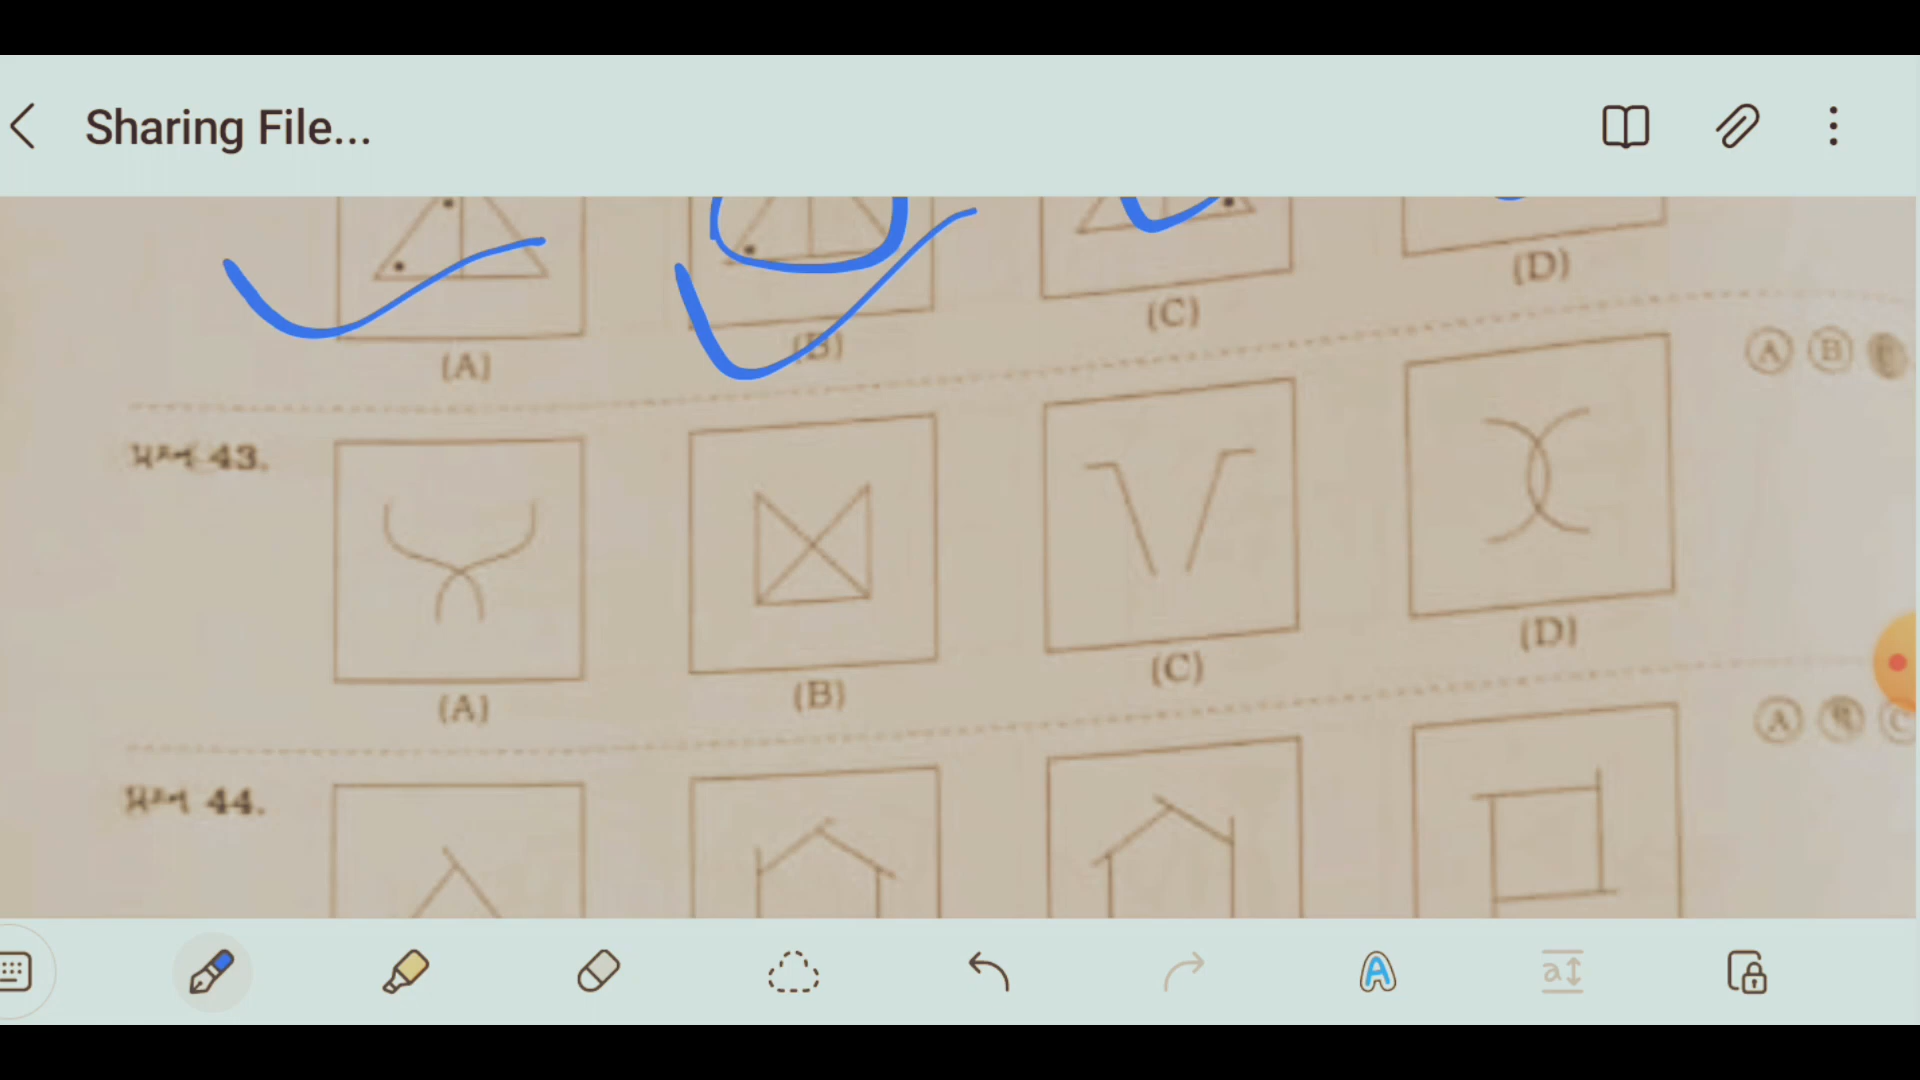 Sharing File...
(D)
(C)
(A)
(B)
A B
प्रश्न 43.
(D)
(C)
(B)
(A)
A B C
प्रश्न 44.
A
a